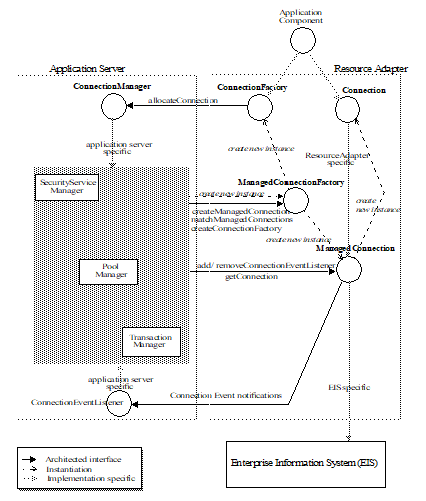 Application
Component
Application Server
Resource Adapter
ConnectionManager
ConnectionFactory
Connection
allocateConnection
application server
specific
create new instance
ResourceAdapter
specific
SecurityService
Manager
ManagedConnectionFactory
create new instance
createManagedConnection
matchManagedConnections
createConnectionFactory
create
new instance
create new instance
ManagedConnection
Pool
Manager
add/ removeConnectionEventListener
getConnection
Transaction
Manager
application server
specific
ConnectionEventListener
Connection Event notifications
EIS specific
Architected interface
Instantiation
Implementation specific
Enterprise Information System (EIS)